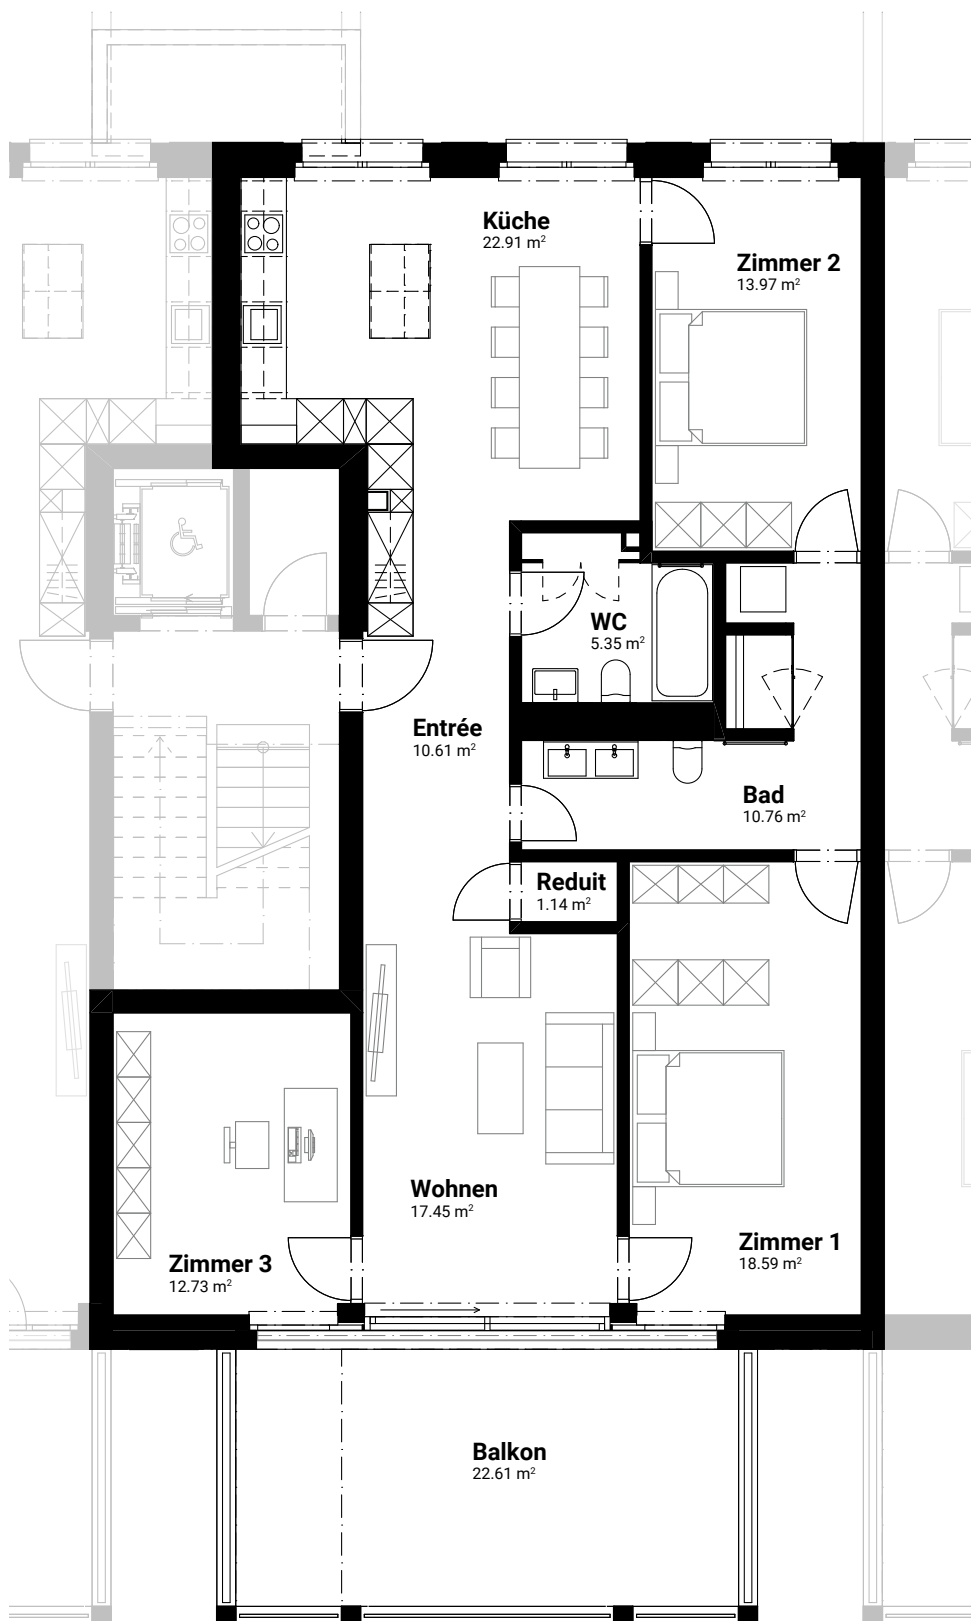 Küche
22.91 m²
Zimmer 2
13.97 m²
WC
5.35 m²
Entrée
10.61 m²
Bad
10.76 m²
Reduit
1.14 m²
Wohnen
17.45 m²
Zimmer 1
18.59 m²
Zimmer 3
12.73 m²
Balkon
22.61 m²